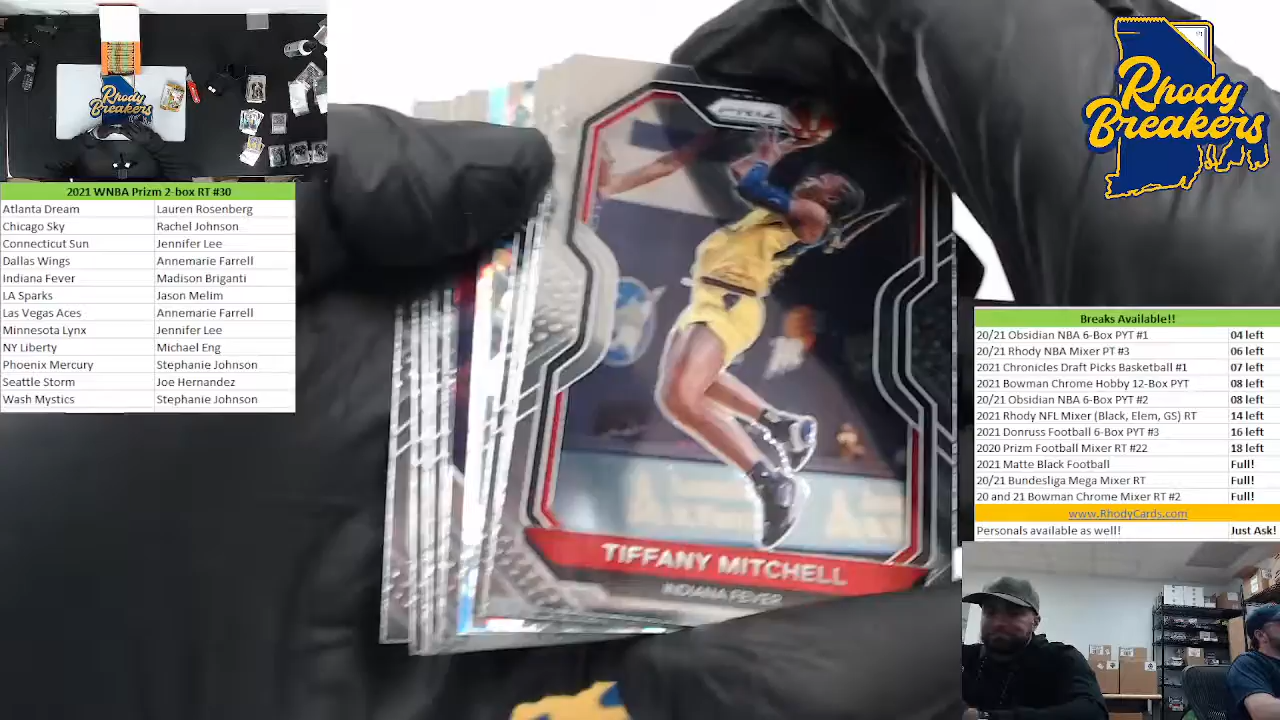 Rhody
Breakers
2021 WNBA Prizm 2-box RT #30
Atlanta Dream Lauren Rosenberg
Chicago Sky Rachel Johnson
Connecticut Sun Jennifer Lee
Dallas Wings Annemarie Farrell
Indiana Fever Madison Briganti
LA Sparks Jason Melim
Las Vegas Aces Annemarie Farrell
Minnesota Lynx Jennifer Lee
NY Liberty Michael Eng
Phoenix Mercury Stephanie Johnson
Seattle Storm Joe Hernandez
Wash Mystics Stephanie Johnson
PRIZM
TIFFANY MITCHELL
INDIANA FEVER
Rhody
Breakers
Breaks Available!!
20/21 Obsidian NBA 6-Box PYT #1 04 left
20/21 Rhody NBA Mixer PT #3 06 left
2021 Chronicles Draft Picks Basketball #1 07 left
2021 Bowman Chrome Hobby 12-Box PYT 08 left
20/21 Obsidian NBA 6-Box PYT #2 08 left
2021 Rhody NFL Mixer (Black, Elem, GS) RT 14 left
2021 Donruss Football 6-Box PYT #3 16 left
2020 Prizm Football Mixer RT #22 18 left
2021 Matte Black Football Full!
20/21 Bundesliga Mega Mixer RT Full!
20 and 21 Bowman Chrome Mixer RT #2 Full!
www.RhodyCards.com
Personals available as well! Just Ask!